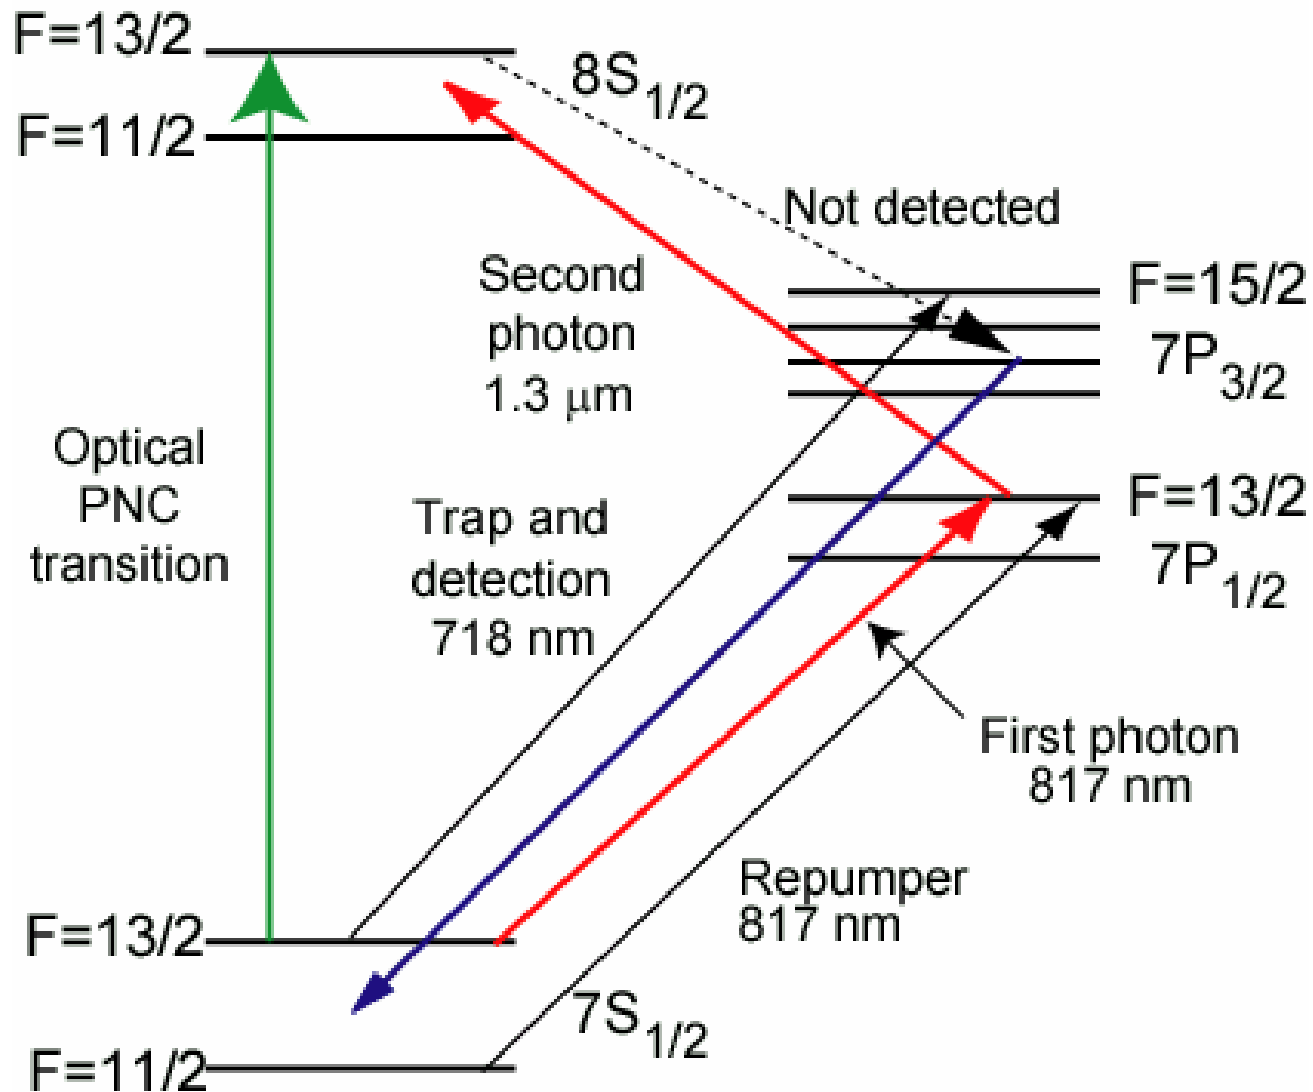 F=13/2
8S1/2
F=11/2
Not detected
Second
photon
1.3 μm
F=15/2
7P3/2
Optical
PNC
transition
Trap and
detection
718 nm
F=13/2
7P1/2
First photon
817 nm
Repumper
817 nm
F=13/2
7S1/2
F=11/2